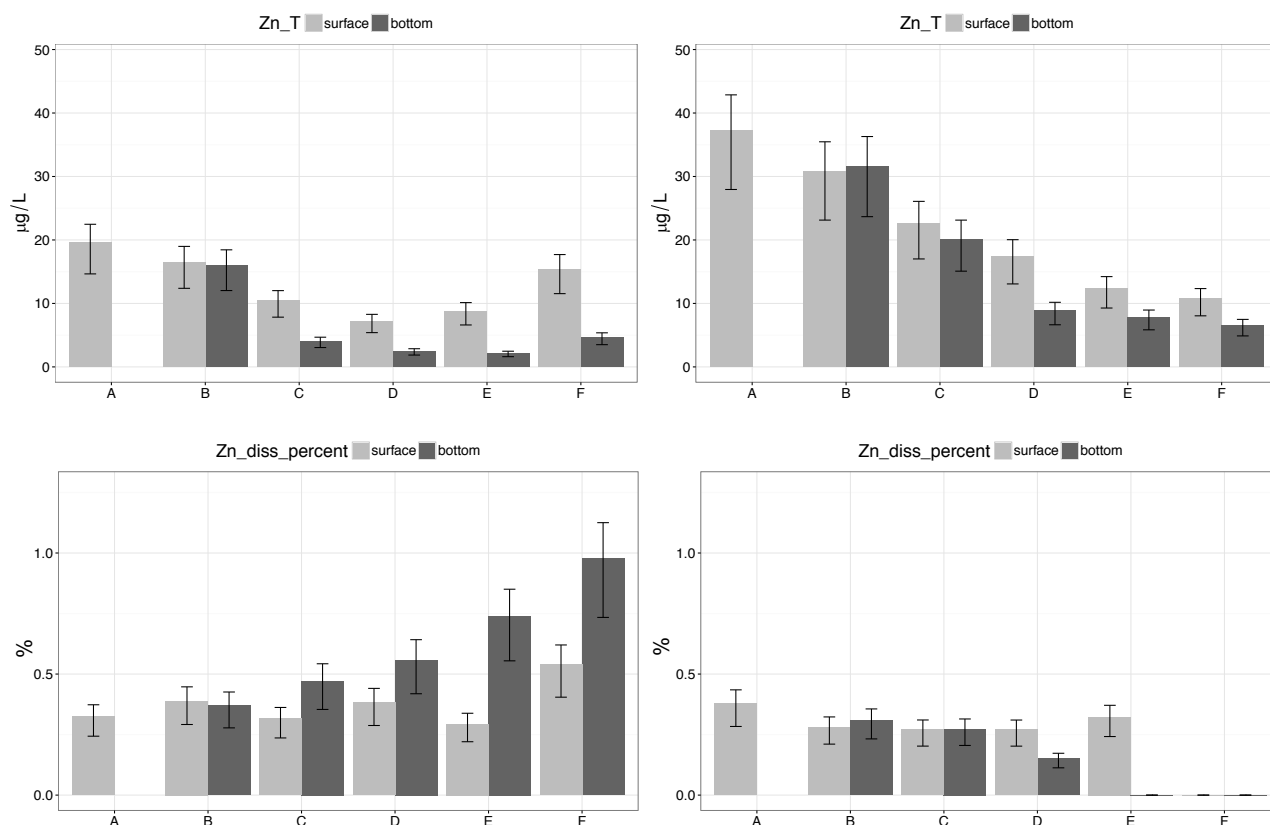 Zn_T surface bottom
50
40
30
20
10
0
μg/L
A B C D E F
Zn_T surface bottom
50
40
30
20
10
0
μg/L
A B C D E F
Zn_diss_percent surface bottom
1.0
0.5
0.0
%
A B C D E F
Zn_diss_percent surface bottom
1.0
0.5
0.0
%
A B C D E F